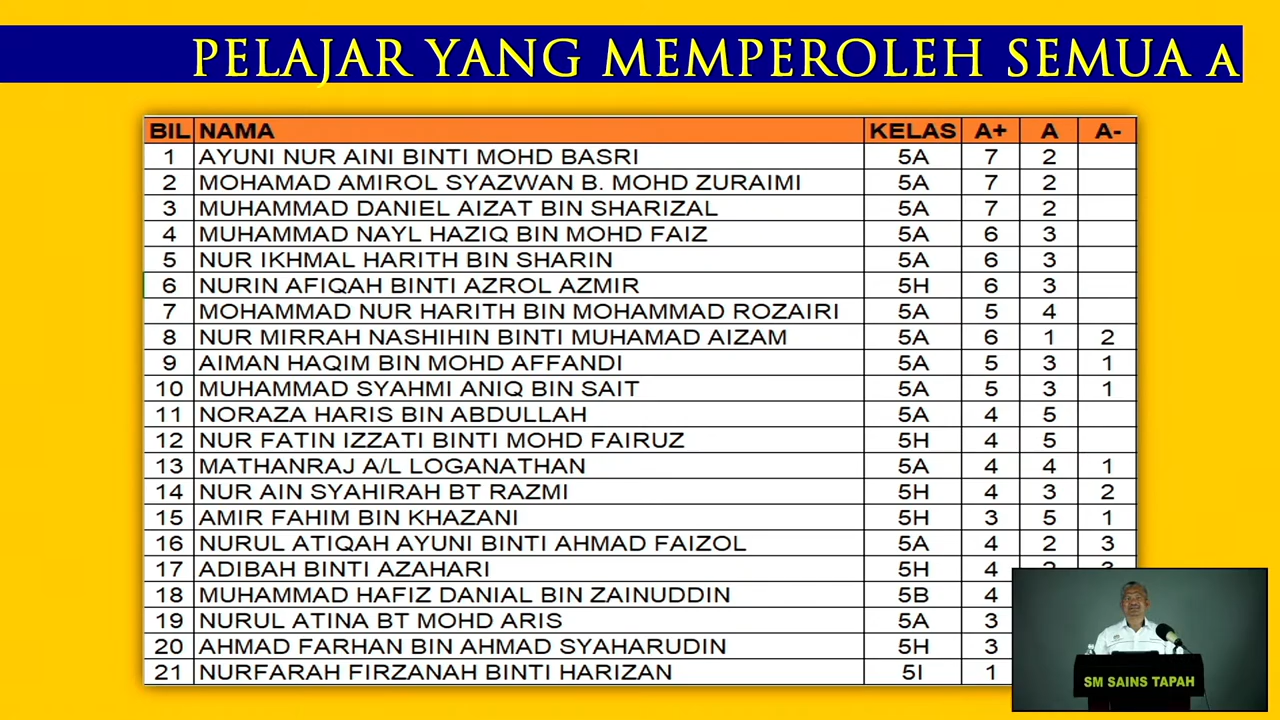 PELAJAR YANG MEMPEROLEH SEMUA A
BIL NAMA KELAS A+ A A-
1 AYUNI NUR AINI BINTI MOHD BASRI 5A 7 2
2 MOHAMAD AMIROL SYAZWAN B. MOHD ZURAIMI 5A 7 2
3 MUHAMMAD DANIEL AIZAT BIN SHARIZAL 5A 7 2
4 MUHAMMAD NAYL HAZIQ BIN MOHD FAIZ 5A 6 3
5 NUR IKHMAL HARITH BIN SHARIN 5A 6 3
6 NURIN AFIQAH BINTI AZROL AZMIR 5H 6 3
7 MOHAMMAD NUR HARITH BIN MOHAMMAD ROZAIRI 5A 5 4
8 NUR MIRRAH NASHIHIN BINTI MUHAMAD AIZAM 5A 6 1 2
9 AIMAN HAQIM BIN MOHD AFFANDI 5A 5 3 1
10 MUHAMMAD SYAHMI ANIQ BIN SAIT 5A 5 3 1
11 NORAZA HARIS BIN ABDULLAH 5A 4 5
12 NUR FATIN IZZATI BINTI MOHD FAIRUZ 5H 4 5
13 MATHANRAJ A/L LOGANATHAN 5A 4 4 1
14 NUR AIN SYAHIRAH BT RAZMI 5H 4 3 2
15 AMIR FAHIM BIN KHAZANI 5H 3 5 1
16 NURUL ATIQAH AYUNI BINTI AHMAD FAIZOL 5A 4 2 3
17 ADIBAH BINTI AZAHARI 5H 4
18 MUHAMMAD HAFIZ DANIAL BIN ZAINUDDIN 5B 4
19 NURUL ATINA BT MOHD ARIS 5A 3
20 AHMAD FARHAN BIN AHMAD SYAHARUDIN 5H 3
21 NURFARAH FIRZANAH BINTI HARIZAN 5I 1
SM SAINS TAPAH